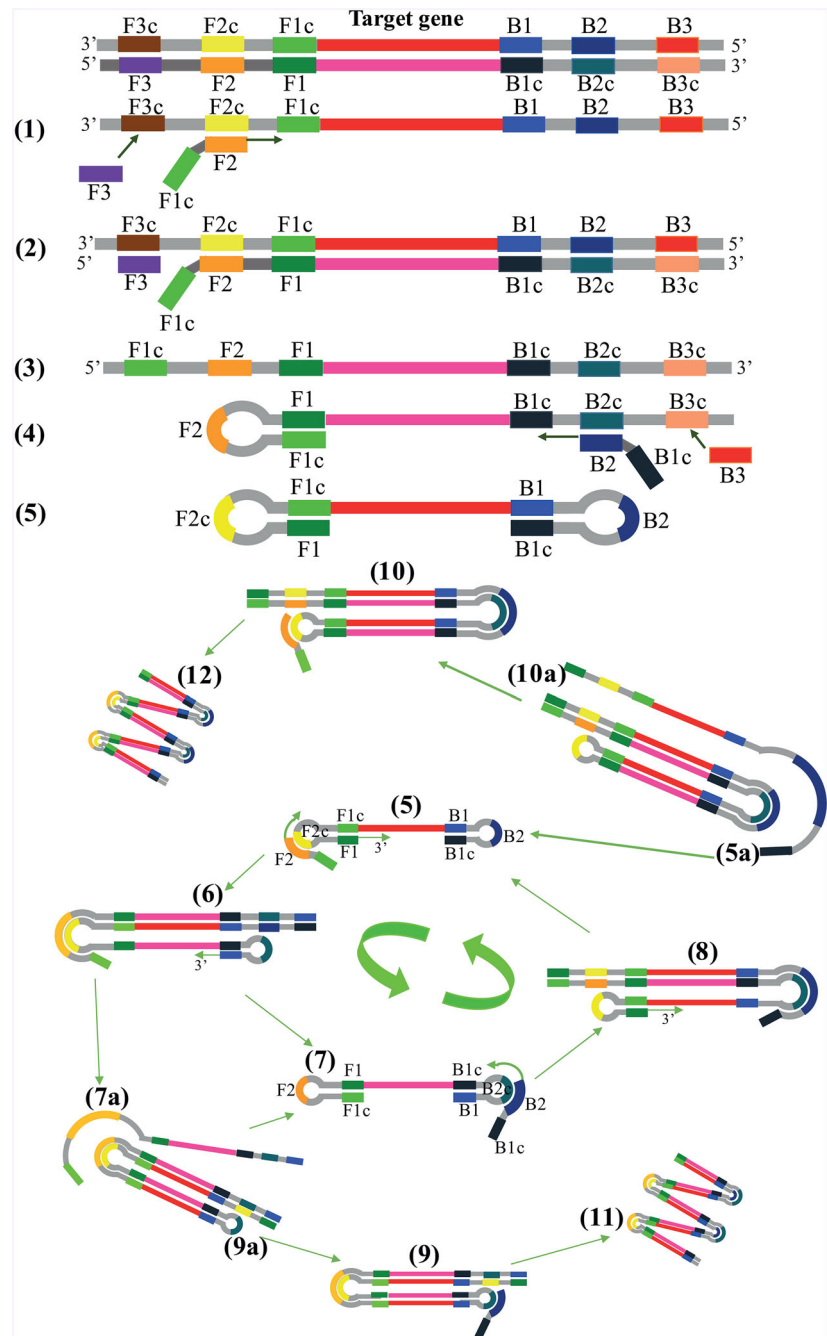 Target gene
F3c F2c F1c B1 B2 B3
3’ 5’
5’ 3’
F3 F2 F1 B1c B2c B3c
F3c F2c F1c B1 B2 B3
(1) 3’ 5’
F2
F3 F1c
F3c F2c F1c B1 B2 B3
(2) 3’ 5’
5’ 3’
F3 F2 F1 B1c B2c B3c
F1c
F1c F2 F1 B1c B2c B3c
(3) 5’ 3’
(4) F1 B1c B2c B3c
F2
F1c B2 B1c B3
(5) F1c B1
F2c B2
F1 B1c
(10)
(12) (10a)
(5)
F1c B1
F2c B2
F2 F1 3’ B1c
(5a)
(6)
3’
(8)
3’
(7)
F1 B1c
F2 B2c
F1c B1 B2
B1c
(7a)
(9a)
(9) (11)